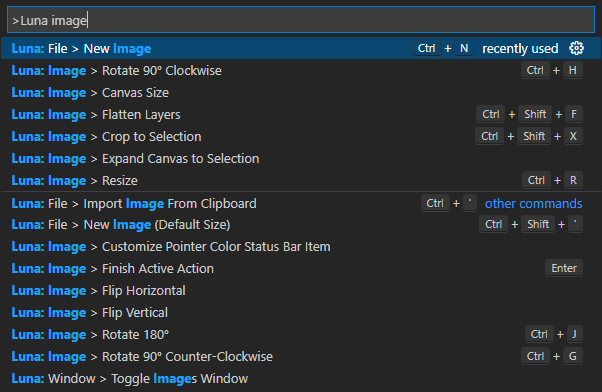 >Luna image
Luna: File > New Image Ctrl + N recently used
Luna: Image > Rotate 90° Clockwise Ctrl + H
Luna: Image > Canvas Size
Luna: Image > Flatten Layers Ctrl + Shift + F
Luna: Image > Crop to Selection Ctrl + Shift + X
Luna: Image > Expand Canvas to Selection
Luna: Image > Resize Ctrl + R
Luna: File > Import Image From Clipboard Ctrl + ' other commands
Luna: File > New Image (Default Size) Ctrl + Shift + '
Luna: Image > Customize Pointer Color Status Bar Item
Luna: Image > Finish Active Action Enter
Luna: Image > Flip Horizontal
Luna: Image > Flip Vertical
Luna: Image > Rotate 180° Ctrl + J
Luna: Image > Rotate 90° Counter-Clockwise Ctrl + G
Luna: Window > Toggle Images Window